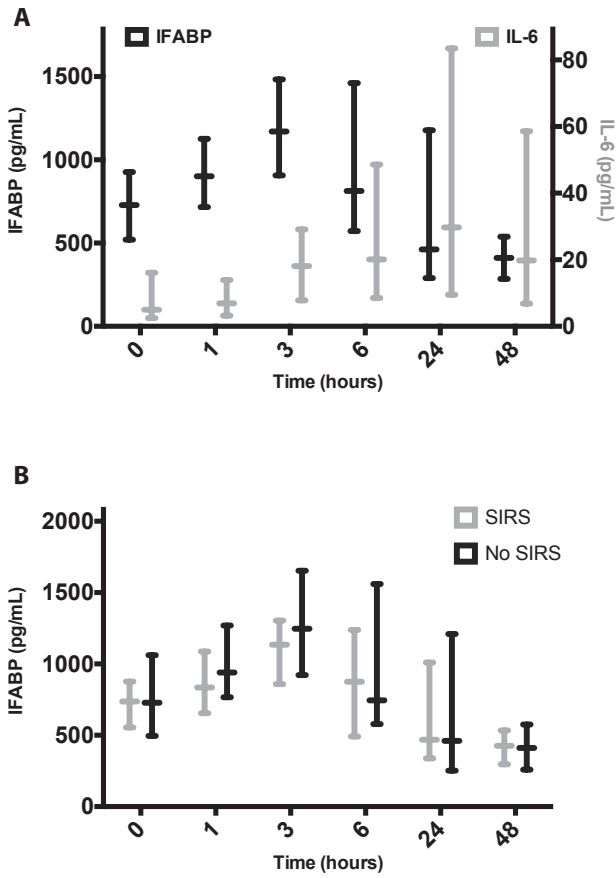 A
IFABP
IL-6
1500
1000
500
0
IFABP (pg/mL)
80
60
40
20
0
IL-6 (pg/mL)
0 1 3 6 24 48
Time (hours)
B
SIRS
No SIRS
2000
1500
1000
500
0
IFABP (pg/mL)
0 1 3 6 24 48
Time (hours)